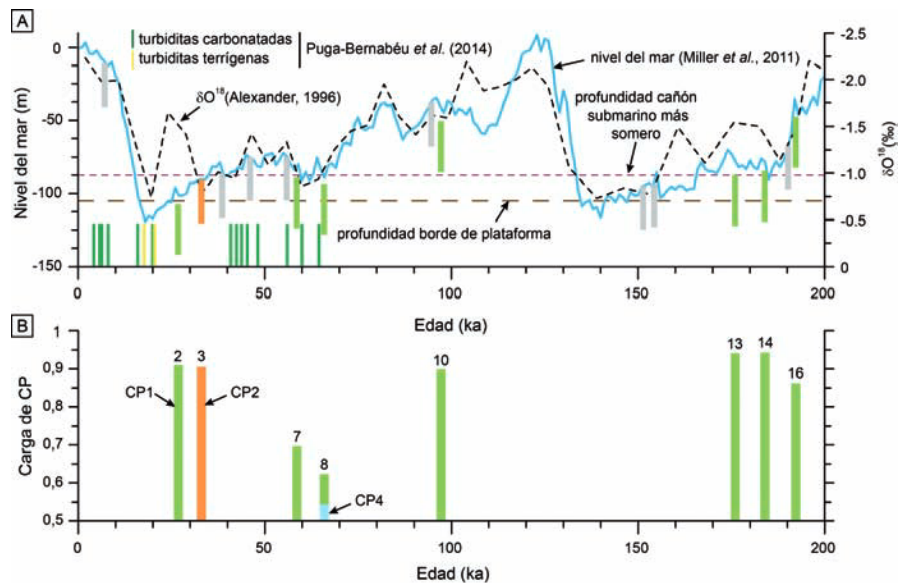 A
turbiditas carbonatadas
turbiditas terrígenas
Puga-Bernabéu et al. (2014)
δO¹⁸(Alexander, 1996)
nivel del mar (Miller et al., 2011)
profundidad cañón
submarino más
somero
profundidad borde de plataforma
Nivel del mar (m)
0
-50
-100
-150
δO¹⁸(‰)
-2.5
-2.0
-1.5
-1.0
-0.5
0
0
50
100
150
200
Edad (ka)
B
Carga de CP
1
0,9
0,8
0,7
0,6
0,5
2
3
7
8
10
13
14
16
CP1
CP2
CP4
0
50
100
150
200
Edad (ka)